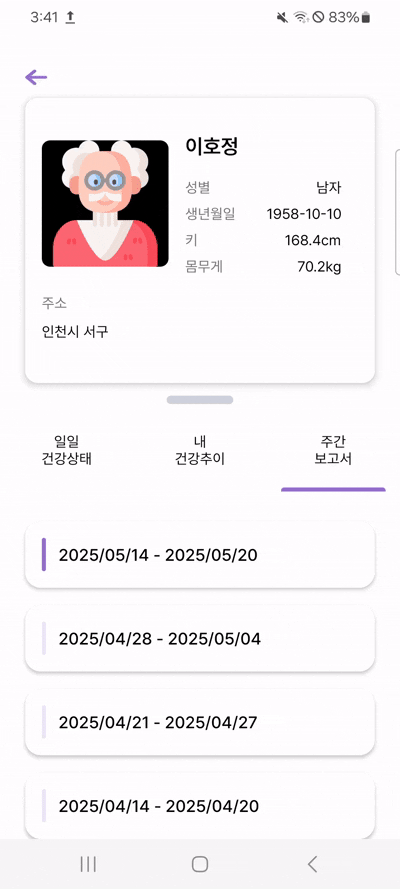 3:41 83%
이호정
성별 남자
생년월일 1958-10-10
키 168.4cm
몸무게 70.2kg
주소
인천시 서구
일일 내 주간
건강상태 건강추이 보고서
2025/05/14 - 2025/05/20
2025/04/28 - 2025/05/04
2025/04/21 - 2025/04/27
2025/04/14 - 2025/04/20